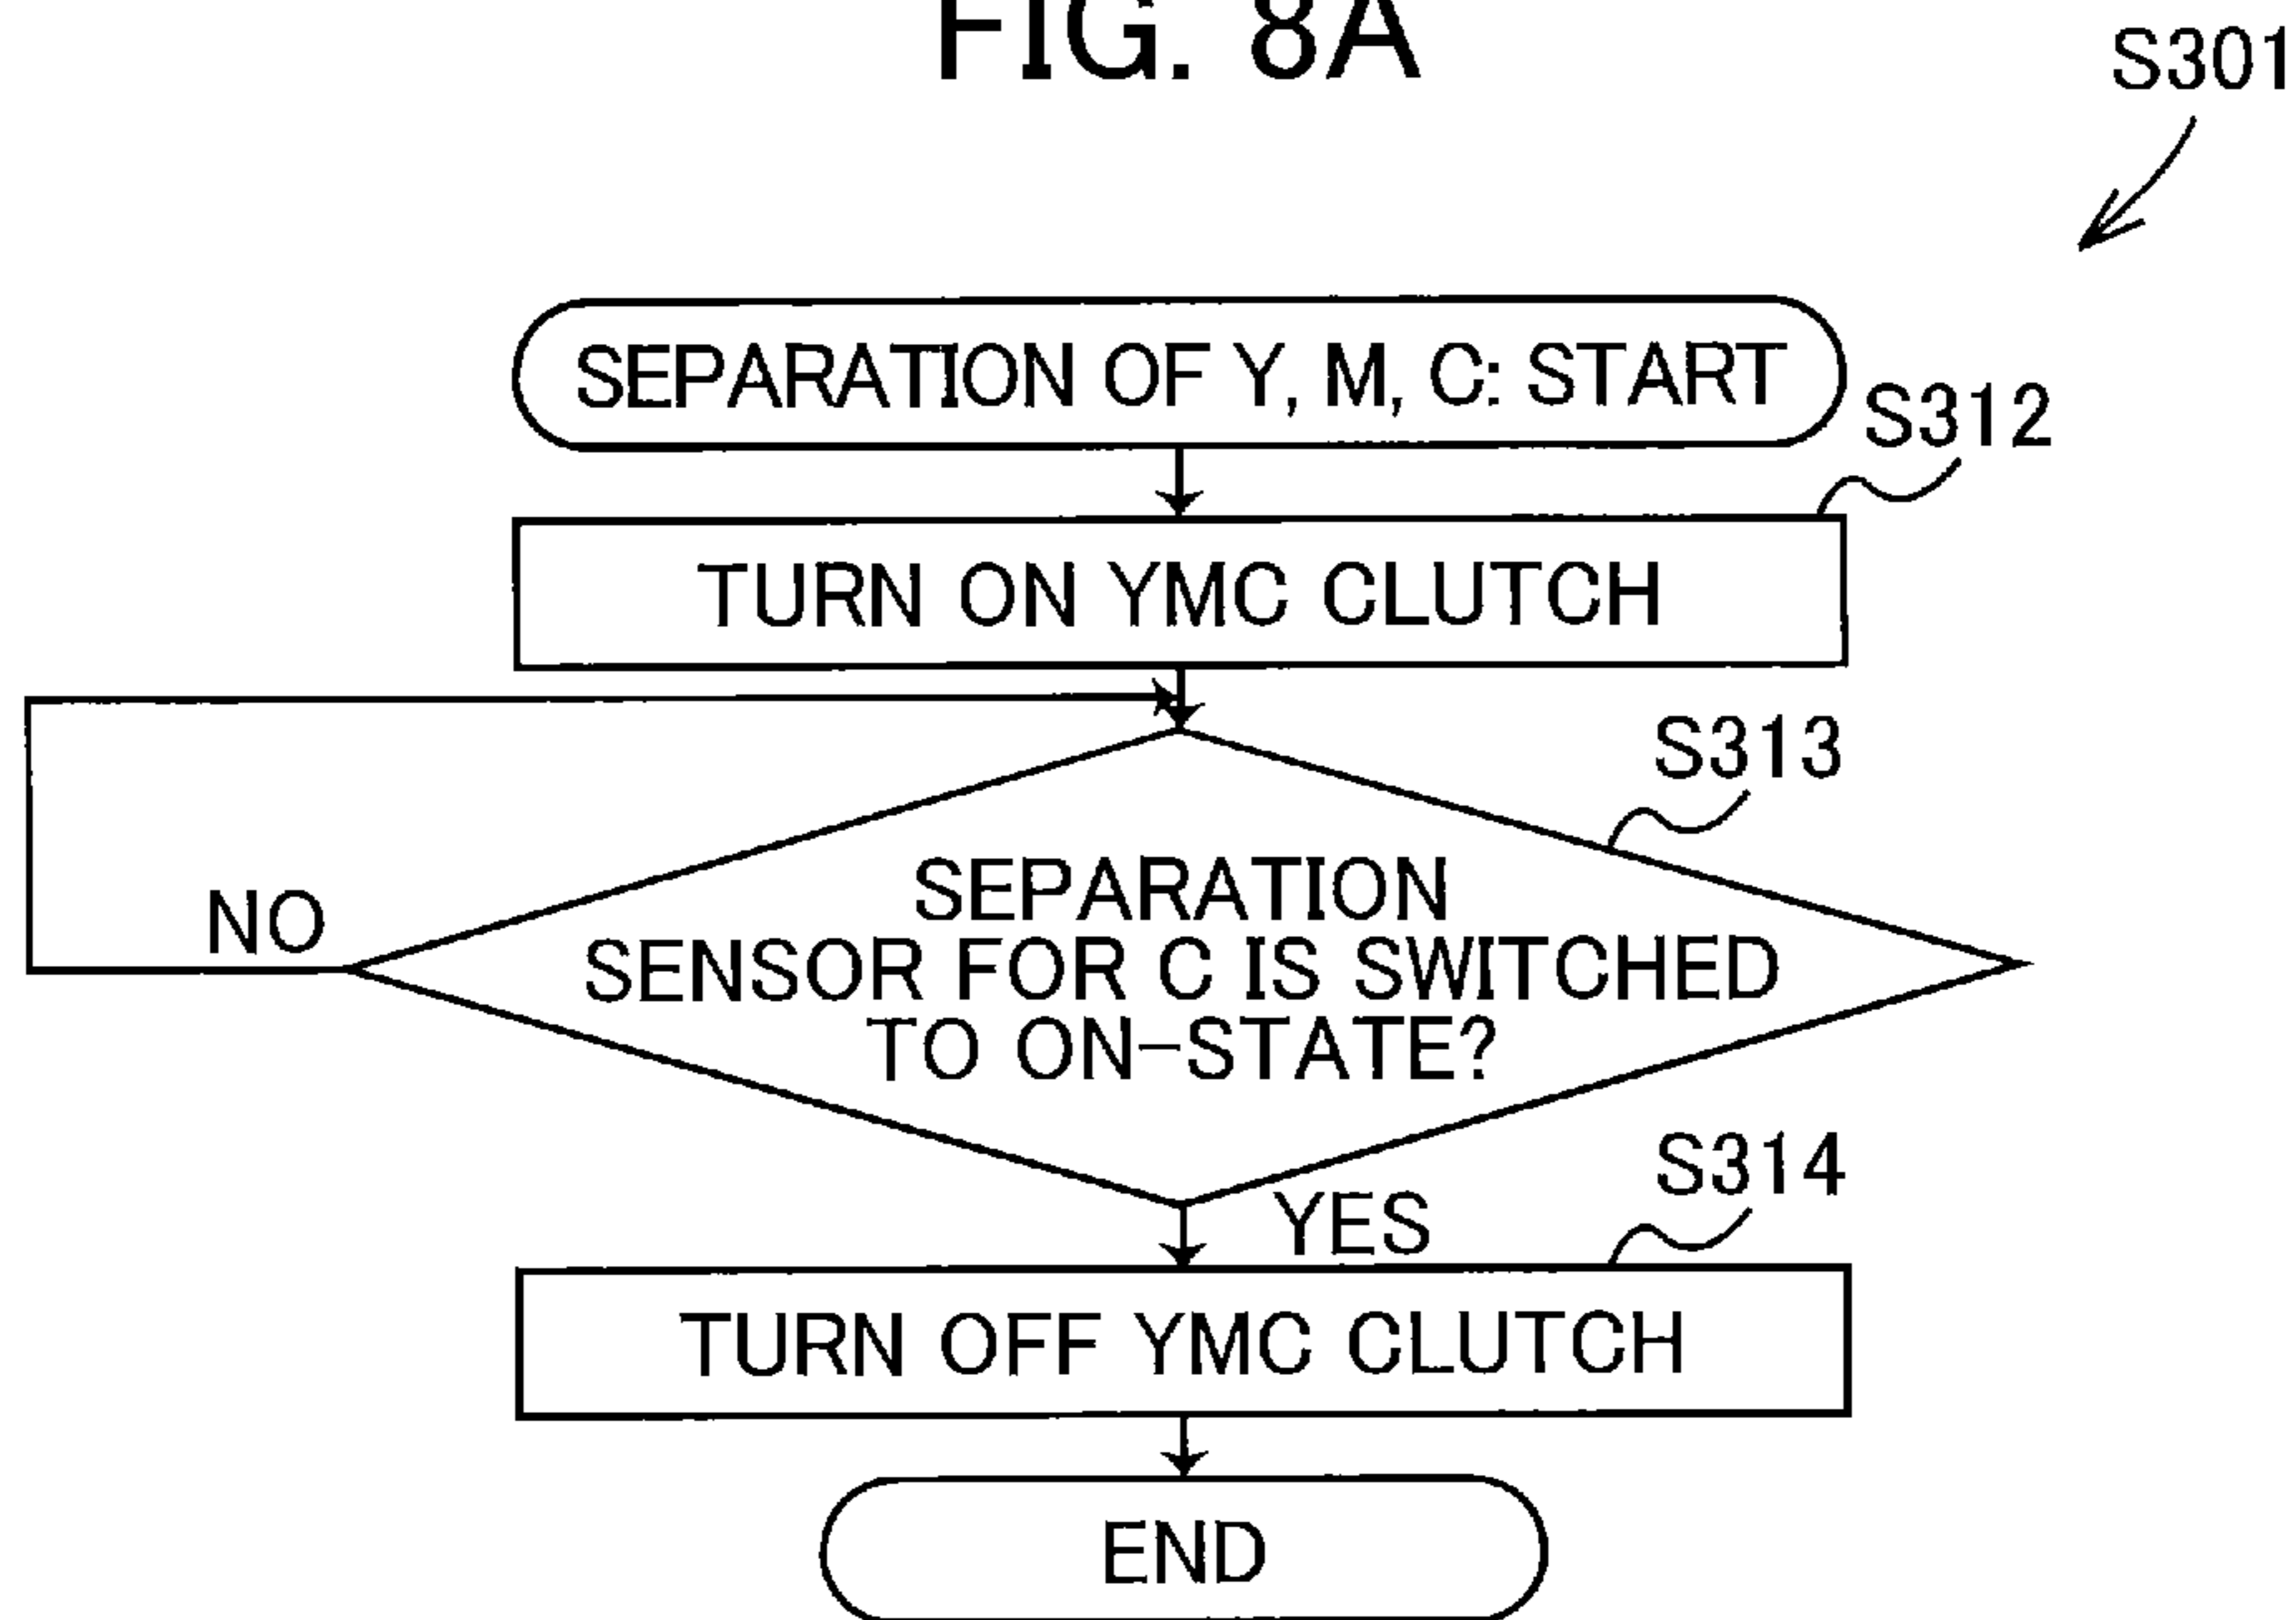 FIG. 8A
S301
SEPARATION OF Y, M, C: START
S312
TURN ON YMC CLUTCH
S313
SEPARATION
SENSOR FOR C IS SWITCHED
TO ON-STATE?
NO
YES
S314
TURN OFF YMC CLUTCH
END